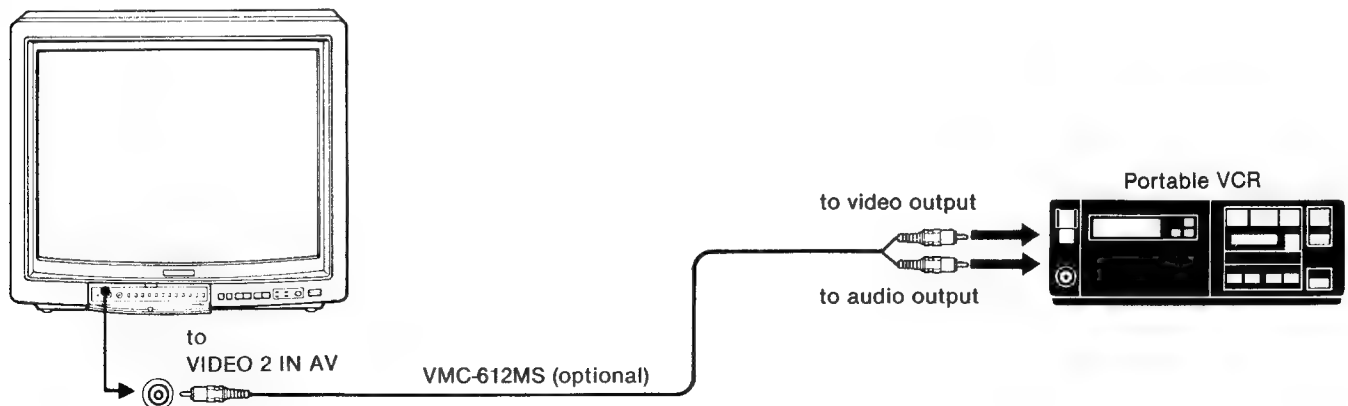 Portable VCR
to video output
to audio output
to
VIDEO 2 IN AV
VMC-612MS (optional)